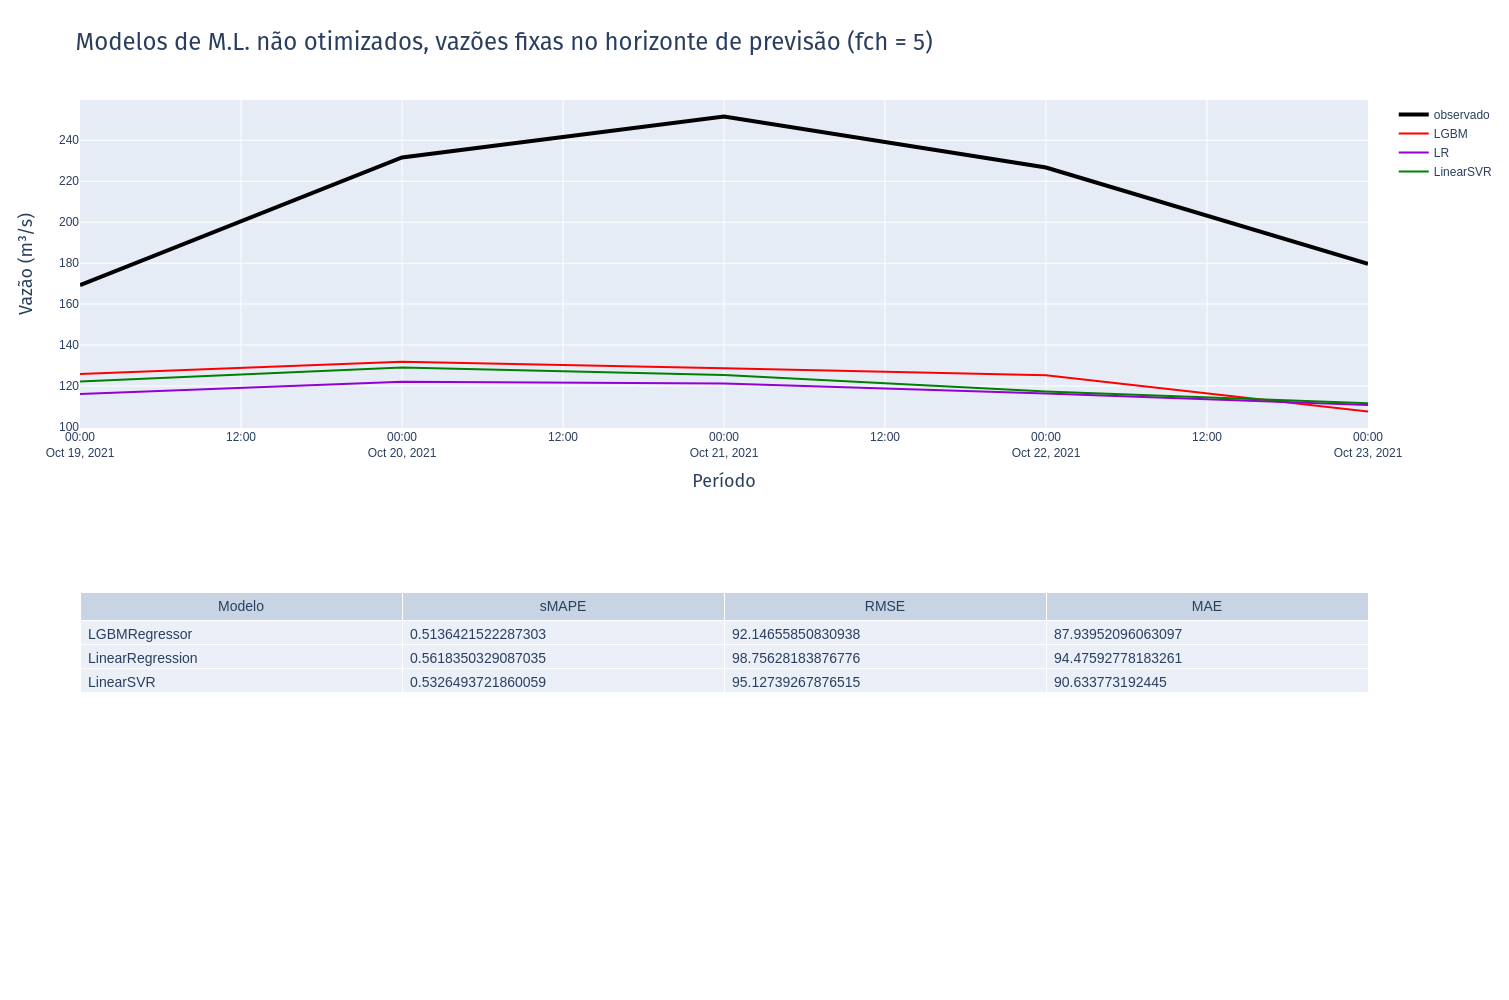 Modelos de M.L. não otimizados, vazões fixas no horizonte de previsão (fch = 5)
observado
LGBM
LR
LinearSVR
Vazão (m³/s)
240
220
200
180
160
140
120
100
00:00 12:00 00:00 12:00 00:00 12:00 00:00 12:00 00:00
Oct 19, 2021 Oct 20, 2021 Oct 21, 2021 Oct 22, 2021 Oct 23, 2021
Período
Modelo sMAPE RMSE MAE
LGBMRegressor 0.5136421522287303 92.14655850830938 87.93952096063097
LinearRegression 0.5618350329087035 98.75628183876776 94.47592778183261
LinearSVR 0.5326493721860059 95.12739267876515 90.633773192445